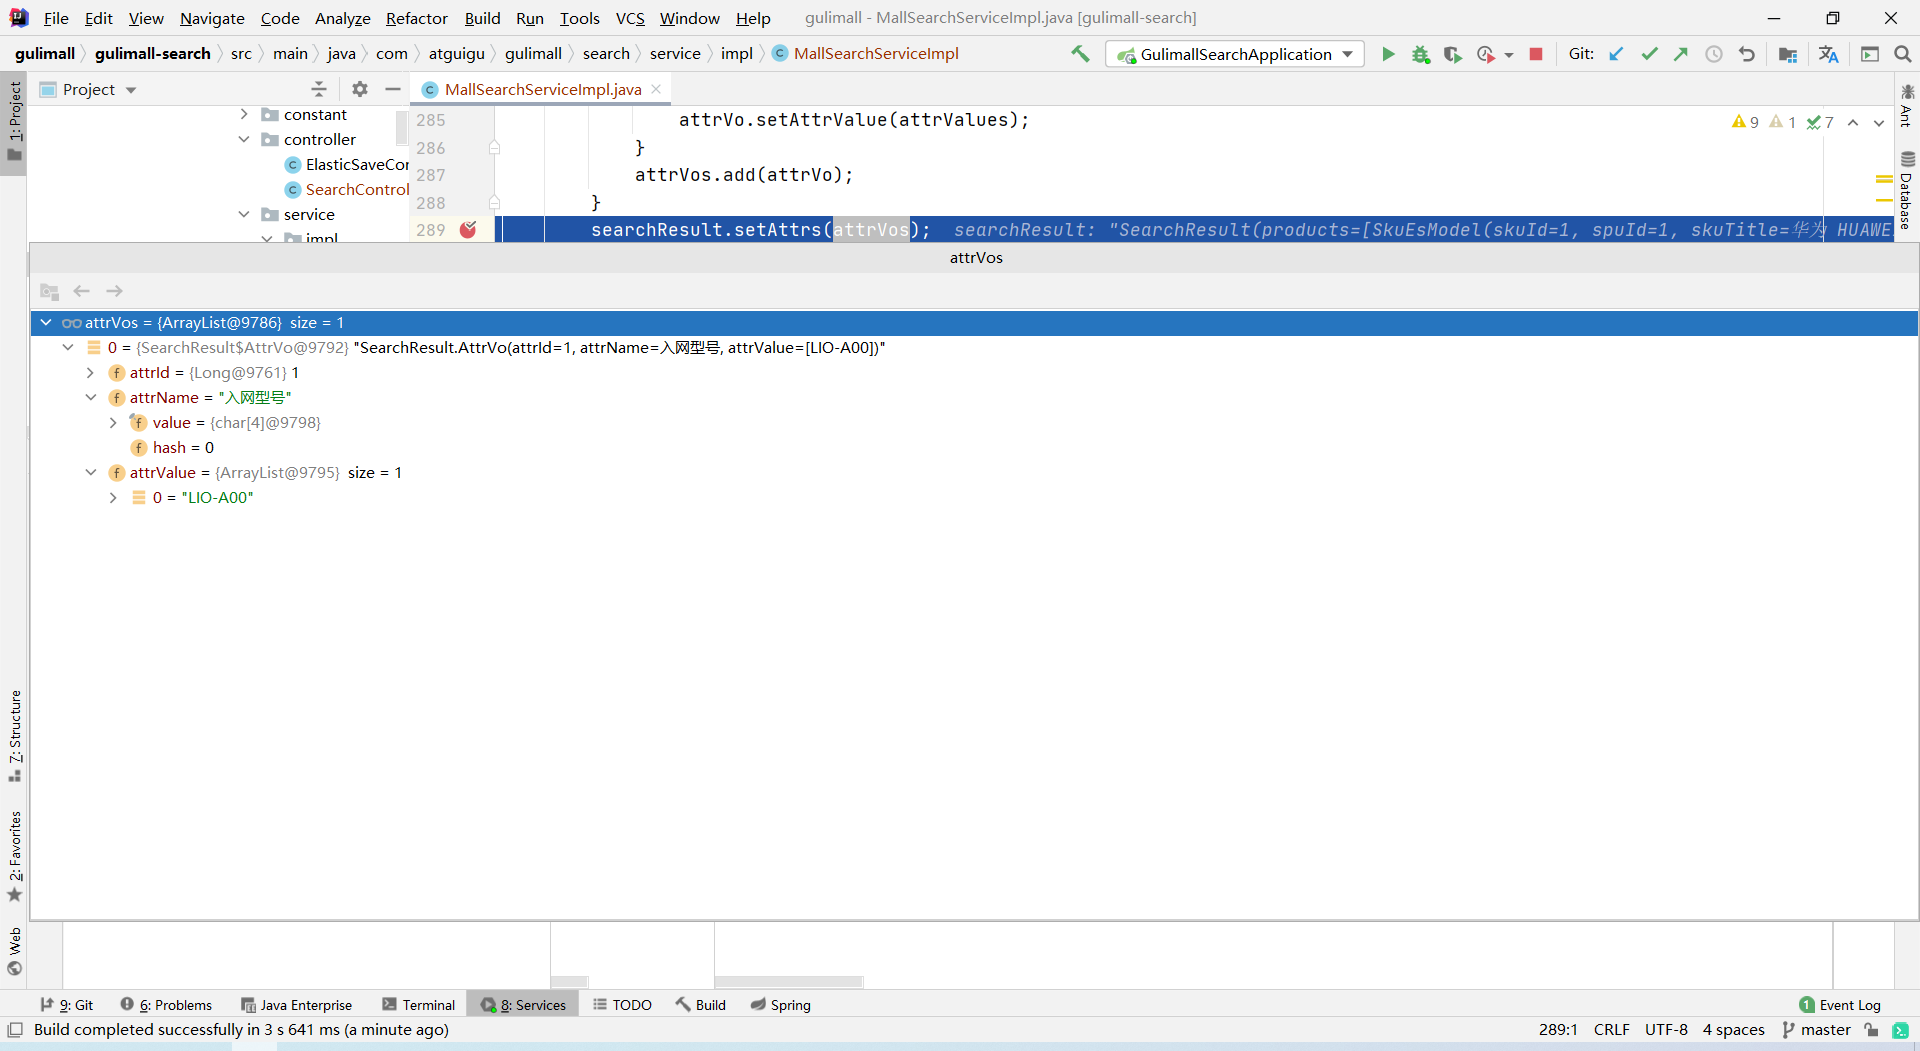 File Edit View Navigate Code Analyze Refactor Build Run Tools VCS Window Help gulimall - MallSearchServiceImpl.java [gulimall-search]
gulimall gulimall-search src main java com atguigu gulimall search service impl MallSearchServiceImpl GulimallSearchApplication Git:
1: Project
Project
MallSearchServiceImpl.java
constant
controller
ElasticSaveCor
SearchControl
service
impl
285 attrVo.setAttrValue(attrValues);
286 }
287 attrVos.add(attrVo);
288 }
289 searchResult.setAttrs(attrVos); searchResult: "SearchResult(products=[SkuEsModel(skuId=1, spuId=1, skuTitle=华为 HUAWE
9 1 7
Ant
Database
attrVos
attrVos = {ArrayList@9786} size = 1
0 = {SearchResult$AttrVo@9792} "SearchResult.AttrVo(attrId=1, attrName=入网型号, attrValue=[LIO-A00])"
attrId = {Long@9761} 1
attrName = "入网型号"
value = {char[4]@9798}
hash = 0
attrValue = {ArrayList@9795} size = 1
0 = "LIO-A00"
7: Structure
2: Favorites
Web
9: Git 6: Problems Java Enterprise Terminal 8: Services TODO Build Spring 1 Event Log
Build completed successfully in 3 s 641 ms (a minute ago) 289:1 CRLF UTF-8 4 spaces master